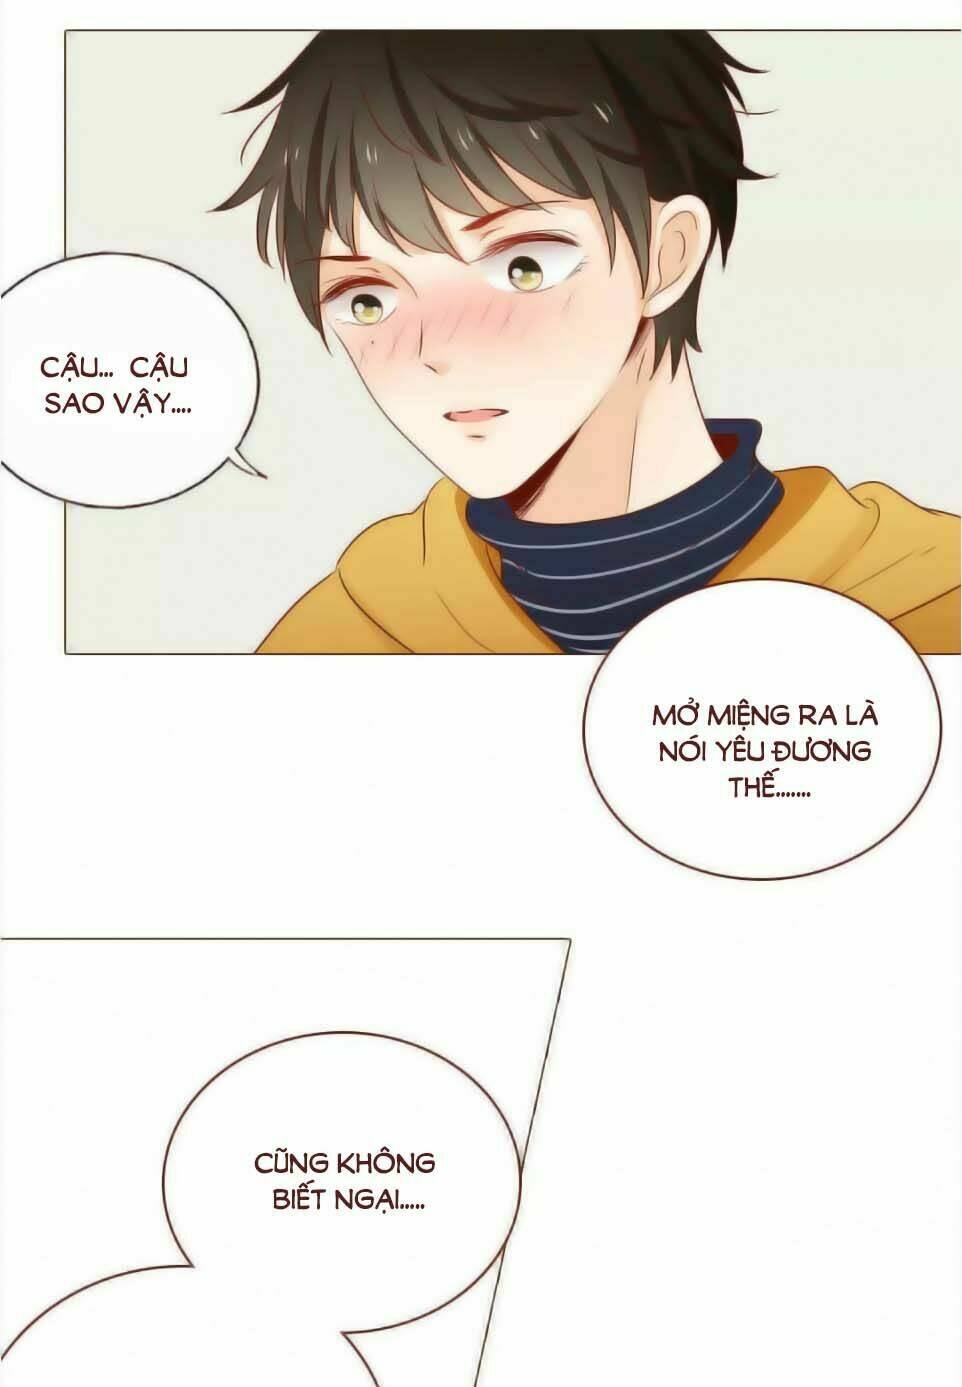 CẬU... CẬU
SAO VẬY....
MỞ MIỆNG RA LÀ
NÓI YÊU ĐƯƠNG
THẾ.......
CŨNG KHÔNG
BIẾT NGẠI.....